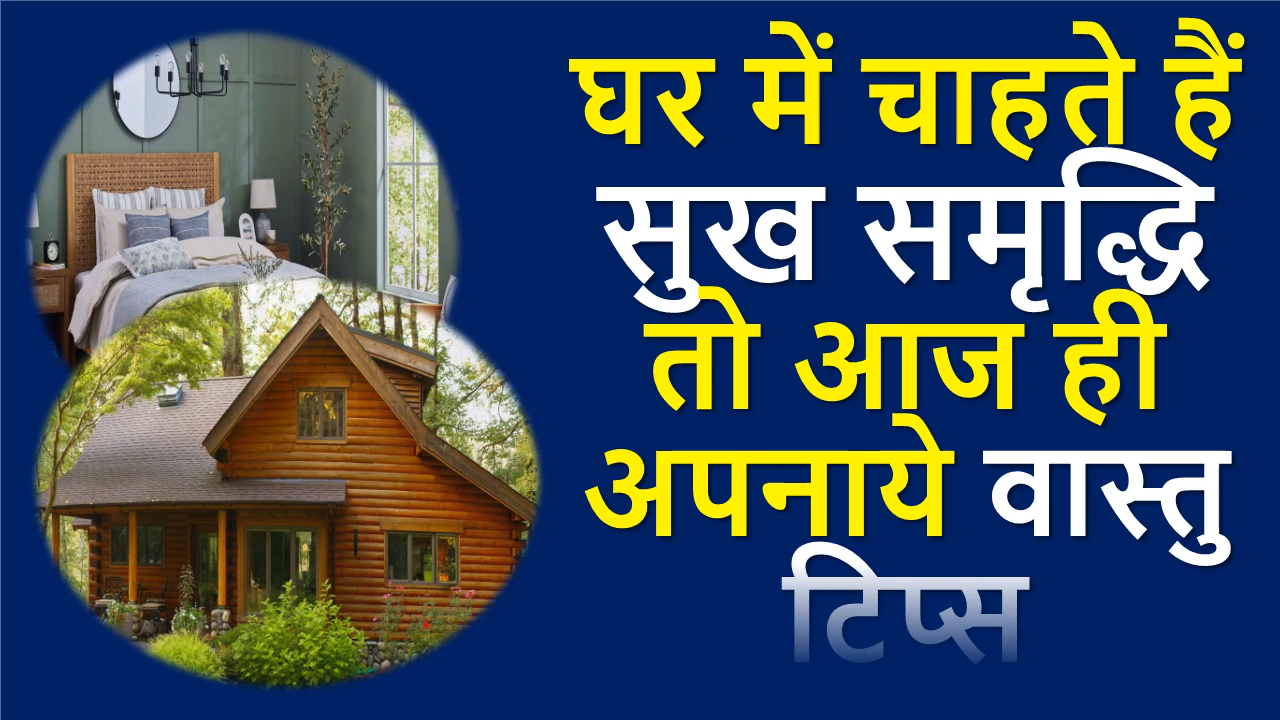 घर में चाहते हैं
सुख समृद्धि
तो आज ही
अपनाये वास्तु
टिप्स